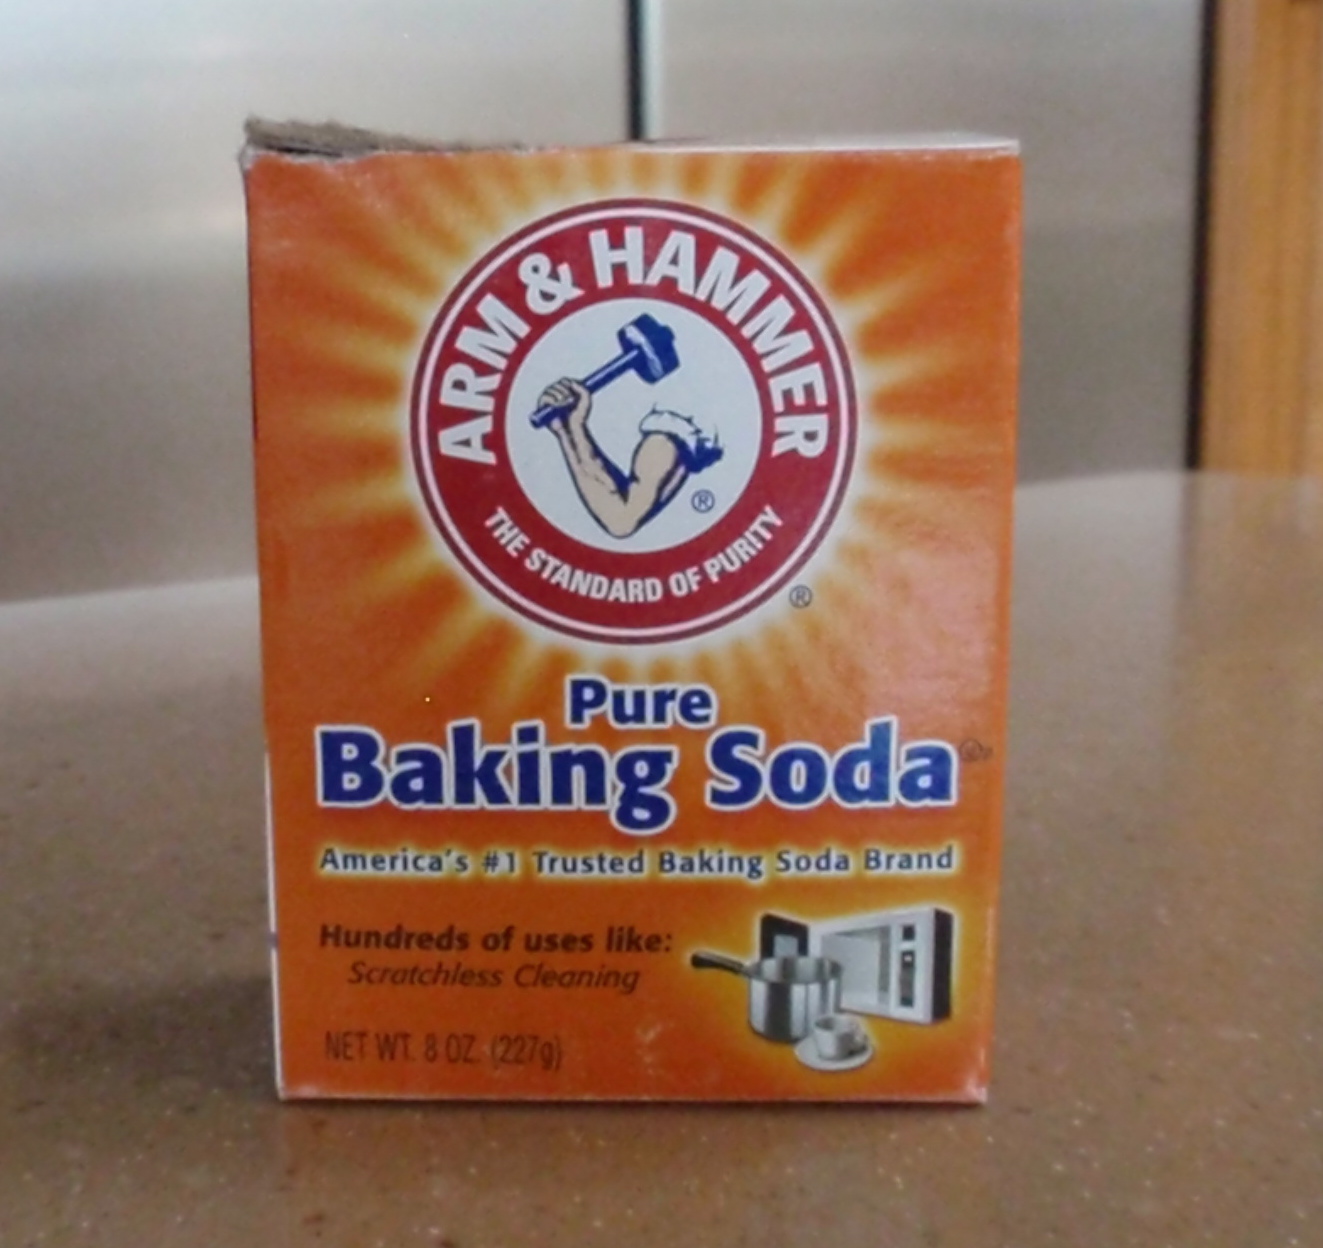 ARM & HAMMER
®
THE STANDARD OF PURITY
®
Pure
Baking Soda
America's #1 Trusted Baking Soda Brand
Hundreds of uses like:
Scratchless Cleaning
NET WT. 8 OZ. (227g)